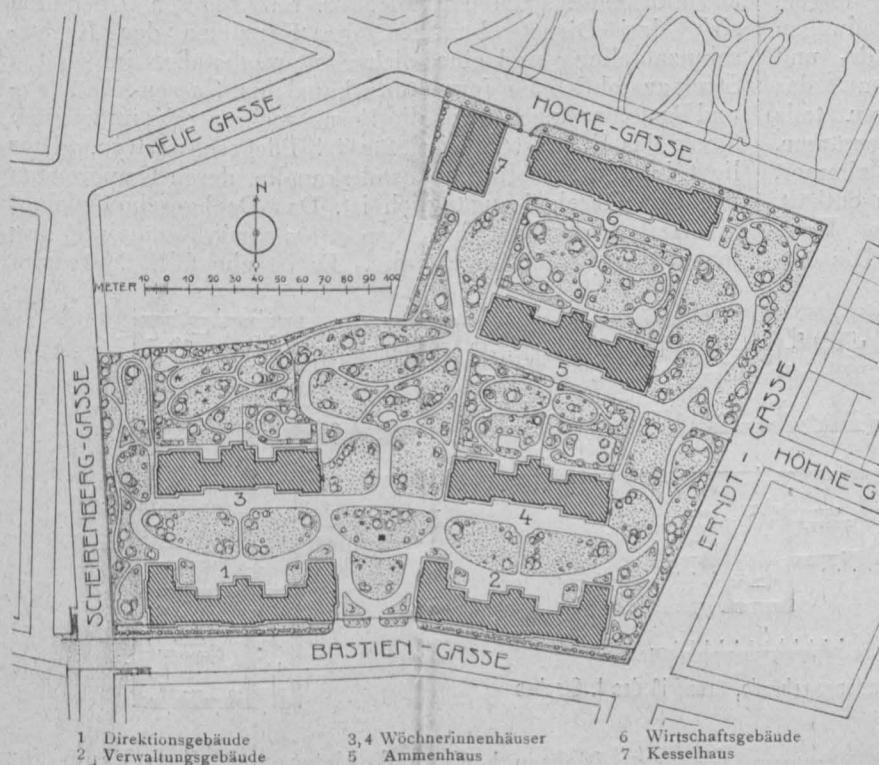 NEUE GASSE
HOCKE-GASSE
N
METER 10 0 10 20 30 40 50 60 70 80 90 100
SCHEIBENBERG-GASSE
ERNDT-GASSE
HÖHNE-G
BASTIEN-GASSE
7
6
5
3
4
1
2
1 Direktionsgebäude
2 Verwaltungsgebäude
3, 4 Wöchnerinnenhäuser
5 Ammenhaus
6 Wirtschaftsgebäude
7 Kesselhaus